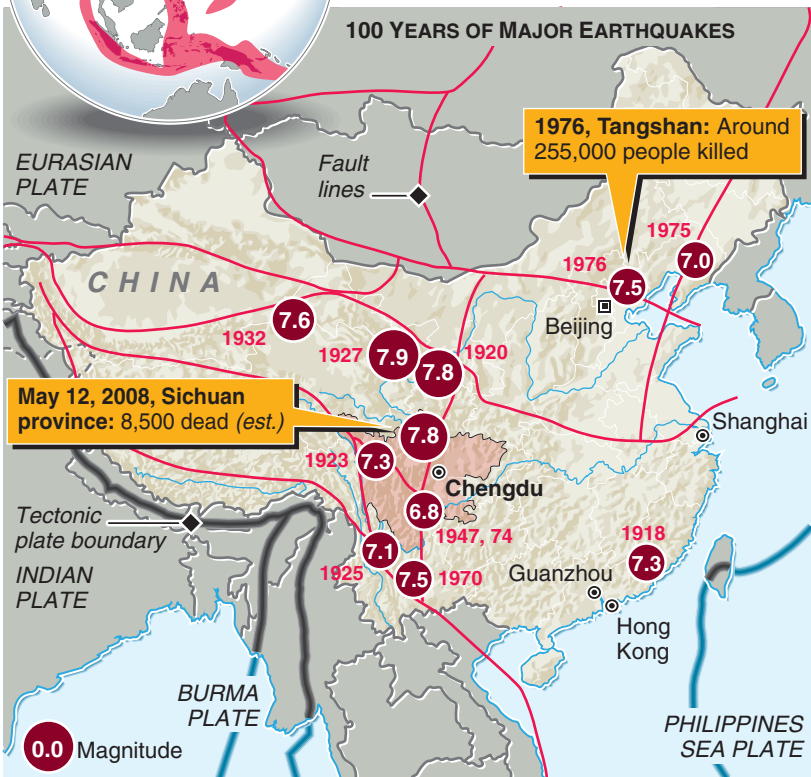 100 YEARS OF MAJOR EARTHQUAKES
1976, Tangshan: Around
255,000 people killed
EURASIAN
PLATE
Fault
lines
1975
7.0
1976
7.5
CHINA
Beijing
7.6
1932
1927
7.9
1920
7.8
May 12, 2008, Sichuan
province: 8,500 dead (est.)
7.8
Shanghai
1923
7.3
Chengdu
6.8
1947, 74
Tectonic
plate boundary
1918
7.3
7.1
1925
7.5
1970
INDIAN
PLATE
Guanzhou
Hong
Kong
BURMA
PLATE
PHILIPPINES
SEA PLATE
0.0 Magnitude